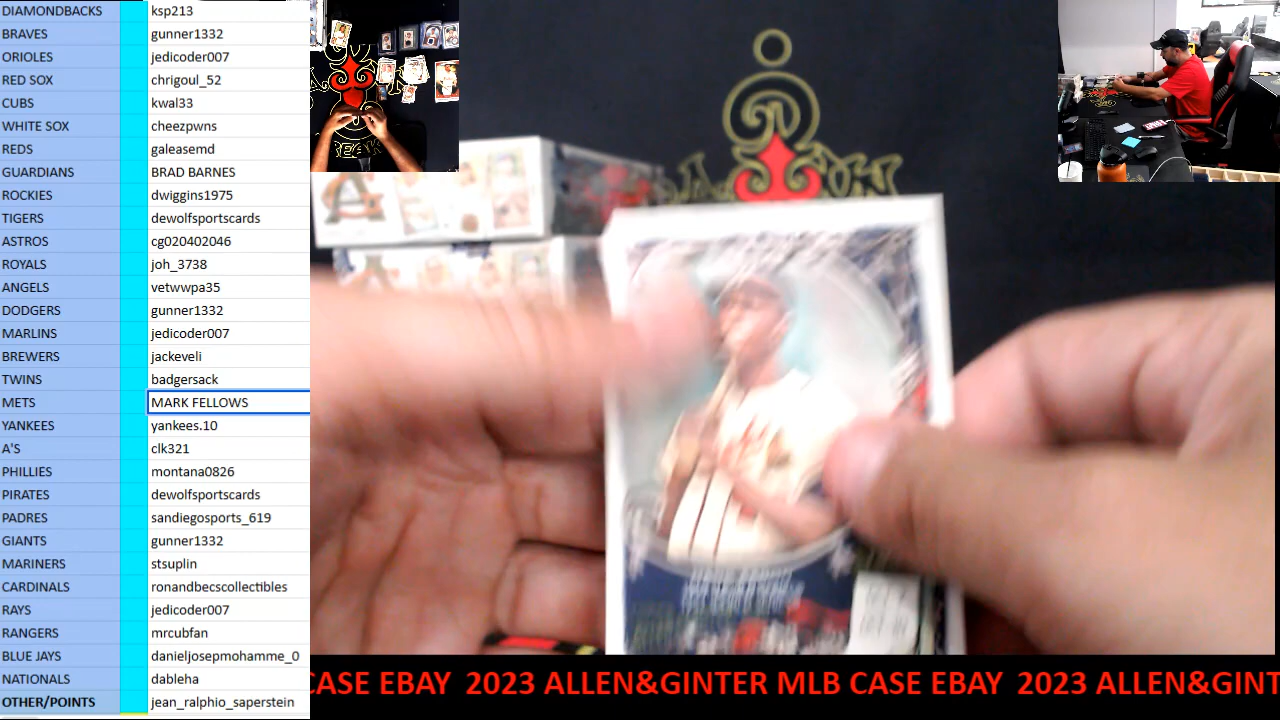 DIAMONDBACKS ksp213
BRAVES gunner1332
ORIOLES jedicoder007
RED SOX chrigoul_52
CUBS kwal33
WHITE SOX cheezpwns
REDS galeasemd
GUARDIANS BRAD BARNES
ROCKIES dwiggins1975
TIGERS dewolfsportscards
ASTROS cg020402046
ROYALS joh_3738
ANGELS vetwwpa35
DODGERS gunner1332
MARLINS jedicoder007
BREWERS jackeveli
TWINS badgersack
METS MARK FELLOWS
YANKEES yankees.10
A'S clk321
PHILLIES montana0826
PIRATES dewolfsportscards
PADRES sandiegosports_619
GIANTS gunner1332
MARINERS stsuplin
CARDINALS ronandbecscollectibles
RAYS jedicoder007
RANGERS mrcubfan
BLUE JAYS danieljosepmohamme_0
NATIONALS dableha
OTHER/POINTS jean_ralphio_saperstein
CASE EBAY 2023 ALLEN&GINTER MLB CASE EBAY 2023 ALLEN&GINT